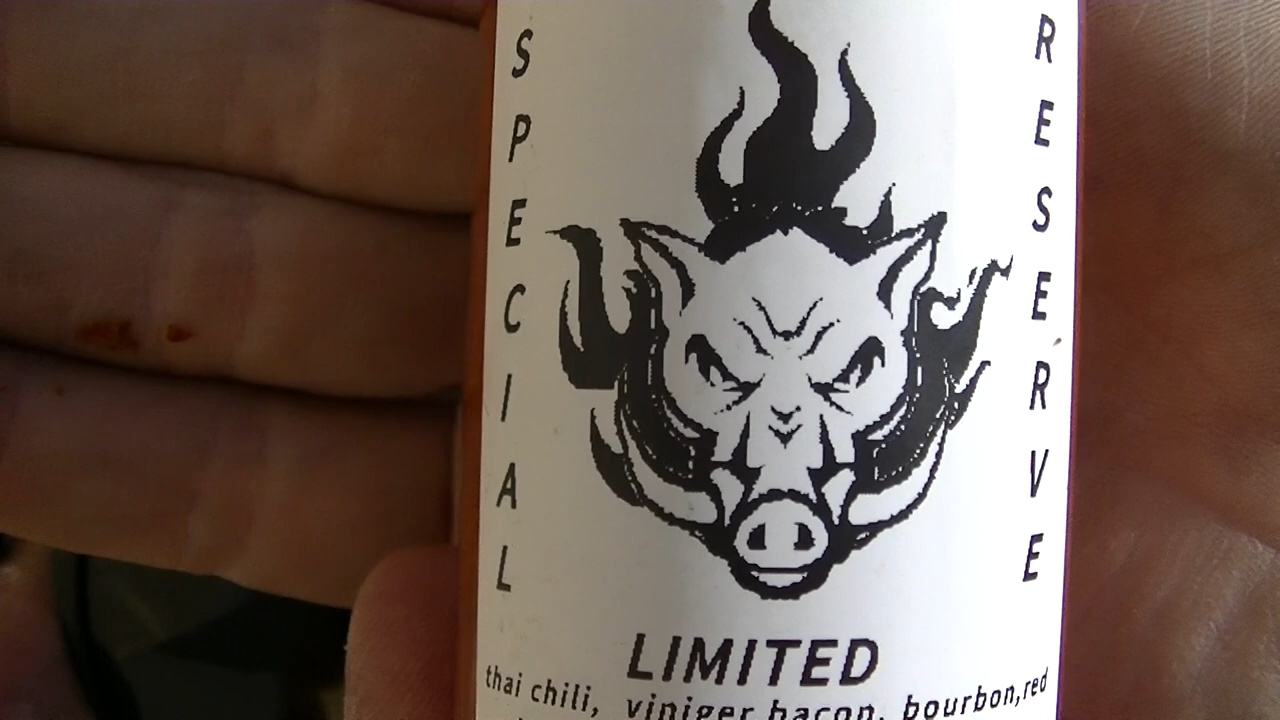 SPECIAL
RESERVE
LIMITED
thai chili, viniger bacon, bourbon,red